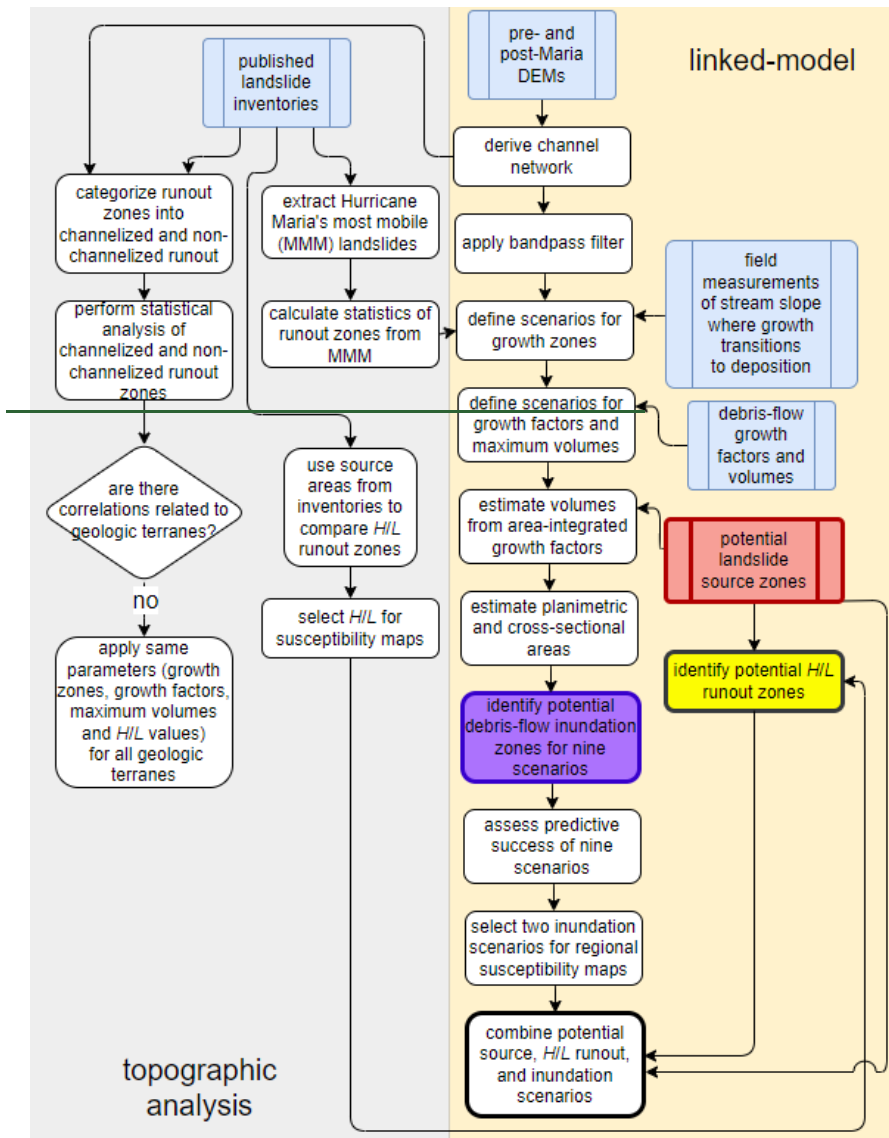 published
landslide
inventories
pre- and
post-Maria
DEMs
linked-model
derive channel
network
categorize runout
zones into
channelized and non-
channelized runout
extract Hurricane
Maria's most mobile
(MMM) landslides
apply bandpass filter
field
measurements
of stream slope
where growth
transitions
to deposition
perform statistical
analysis of
channelized and non-
channelized runout
zones
calculate statistics of
runout zones from
MMM
define scenarios for
growth zones
define scenarios for
growth factors and
maximum volumes
debris-flow
growth
factors and
volumes
are there
correlations related to
geologic terranes?
use source
areas from
inventories to
compare H/L
runout zones
estimate volumes
from area-integrated
growth factors
potential
landslide
source zones
no
select H/L for
susceptibility maps
estimate planimetric
and cross-sectional
areas
apply same
parameters (growth
zones, growth factors,
maximum volumes
and H/L values)
for all geologic
terranes
identify potential H/L
runout zones
identify potential
debris-flow inundation
zones for nine
scenarios
assess predictive
success of nine
scenarios
select two inundation
scenarios for regional
susceptibility maps
combine potential
source, H/L runout,
and inundation
scenarios
topographic
analysis